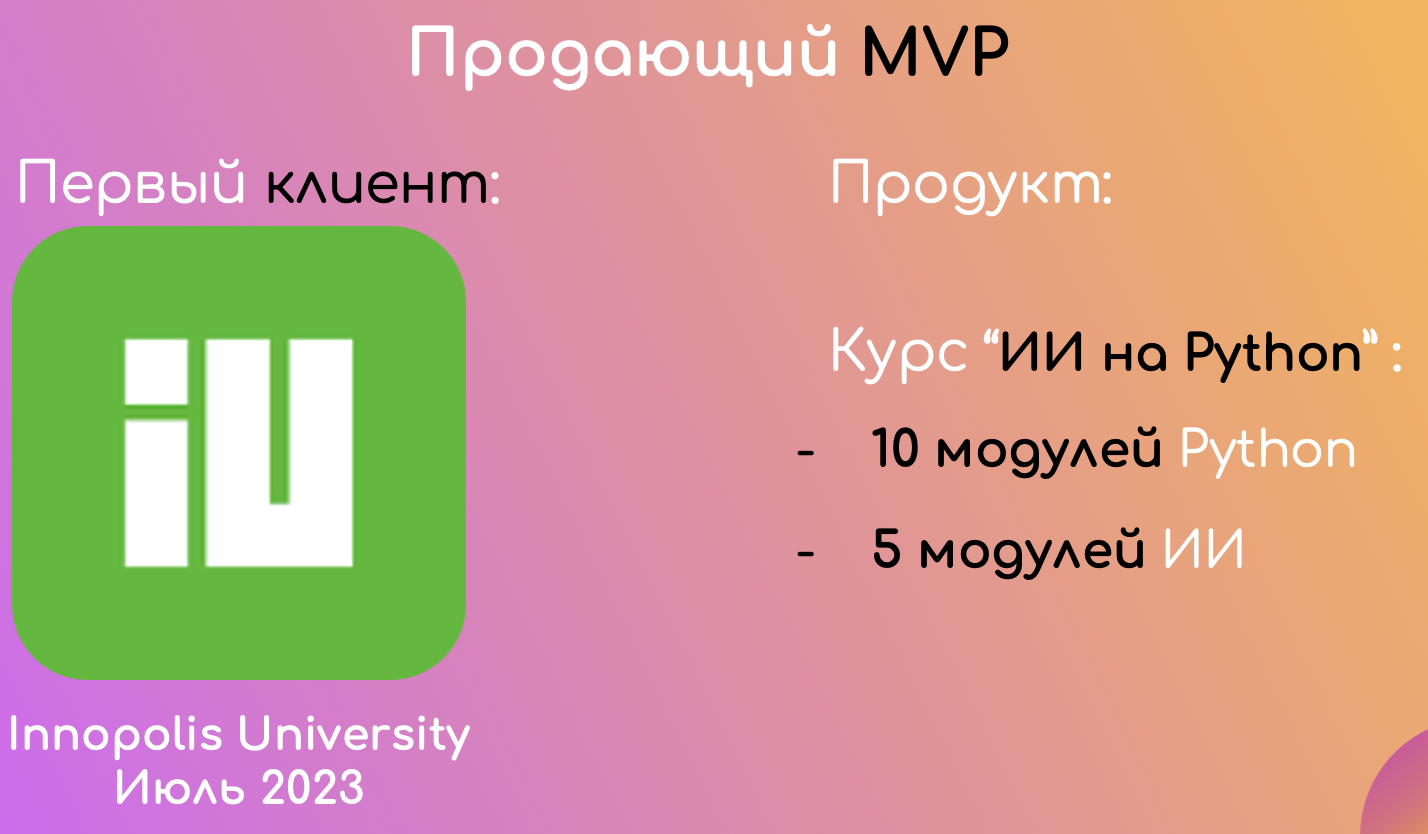 Продающий MVP
Первый клиент:
iU
Innopolis University
Июль 2023
Продукт:
Курс “ИИ на Python” :
- 10 модулей Python
- 5 модулей ИИ